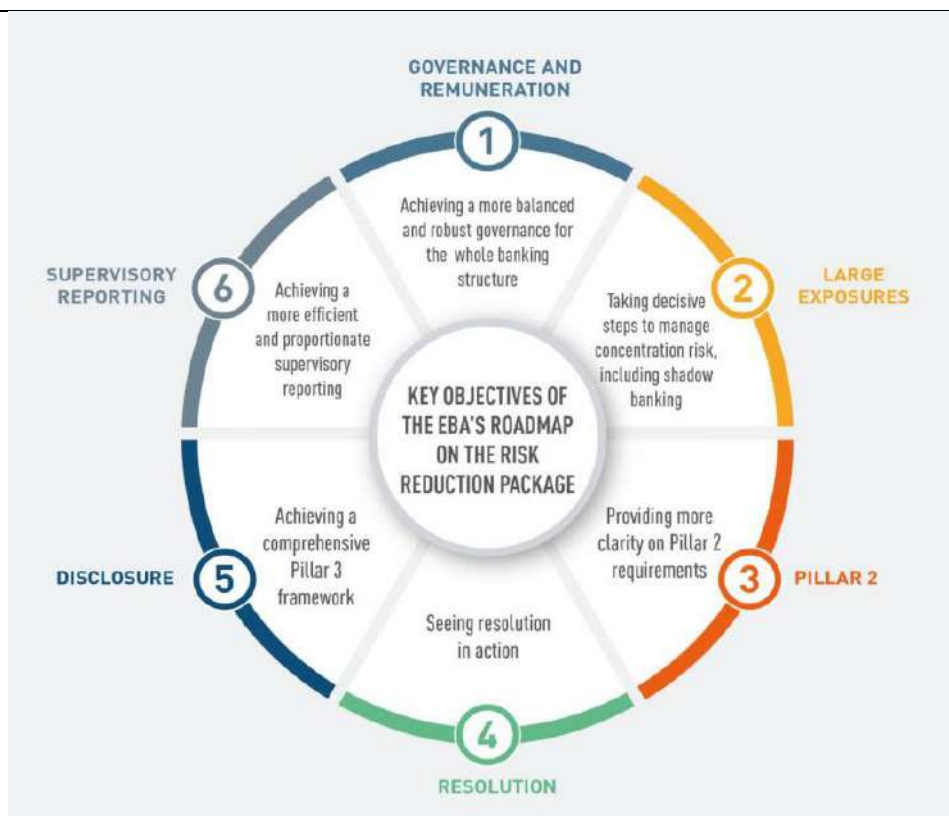 GOVERNANCE AND
REMUNERATION
1
Achieving a more balanced
and robust governance for
the whole banking
structure
2
LARGE
EXPOSURES
Taking decisive
steps to manage
concentration risk,
including shadow
banking
3
PILLAR 2
Providing more
clarity on Pillar 2
requirements
4
RESOLUTION
Seeing resolution
in action
5
DISCLOSURE
Achieving a
comprehensive
Pillar 3
framework
6
SUPERVISORY
REPORTING
Achieving a
more efficient
and proportionate
supervisory
reporting
KEY OBJECTIVES OF
THE EBA'S ROADMAP
ON THE RISK
REDUCTION PACKAGE